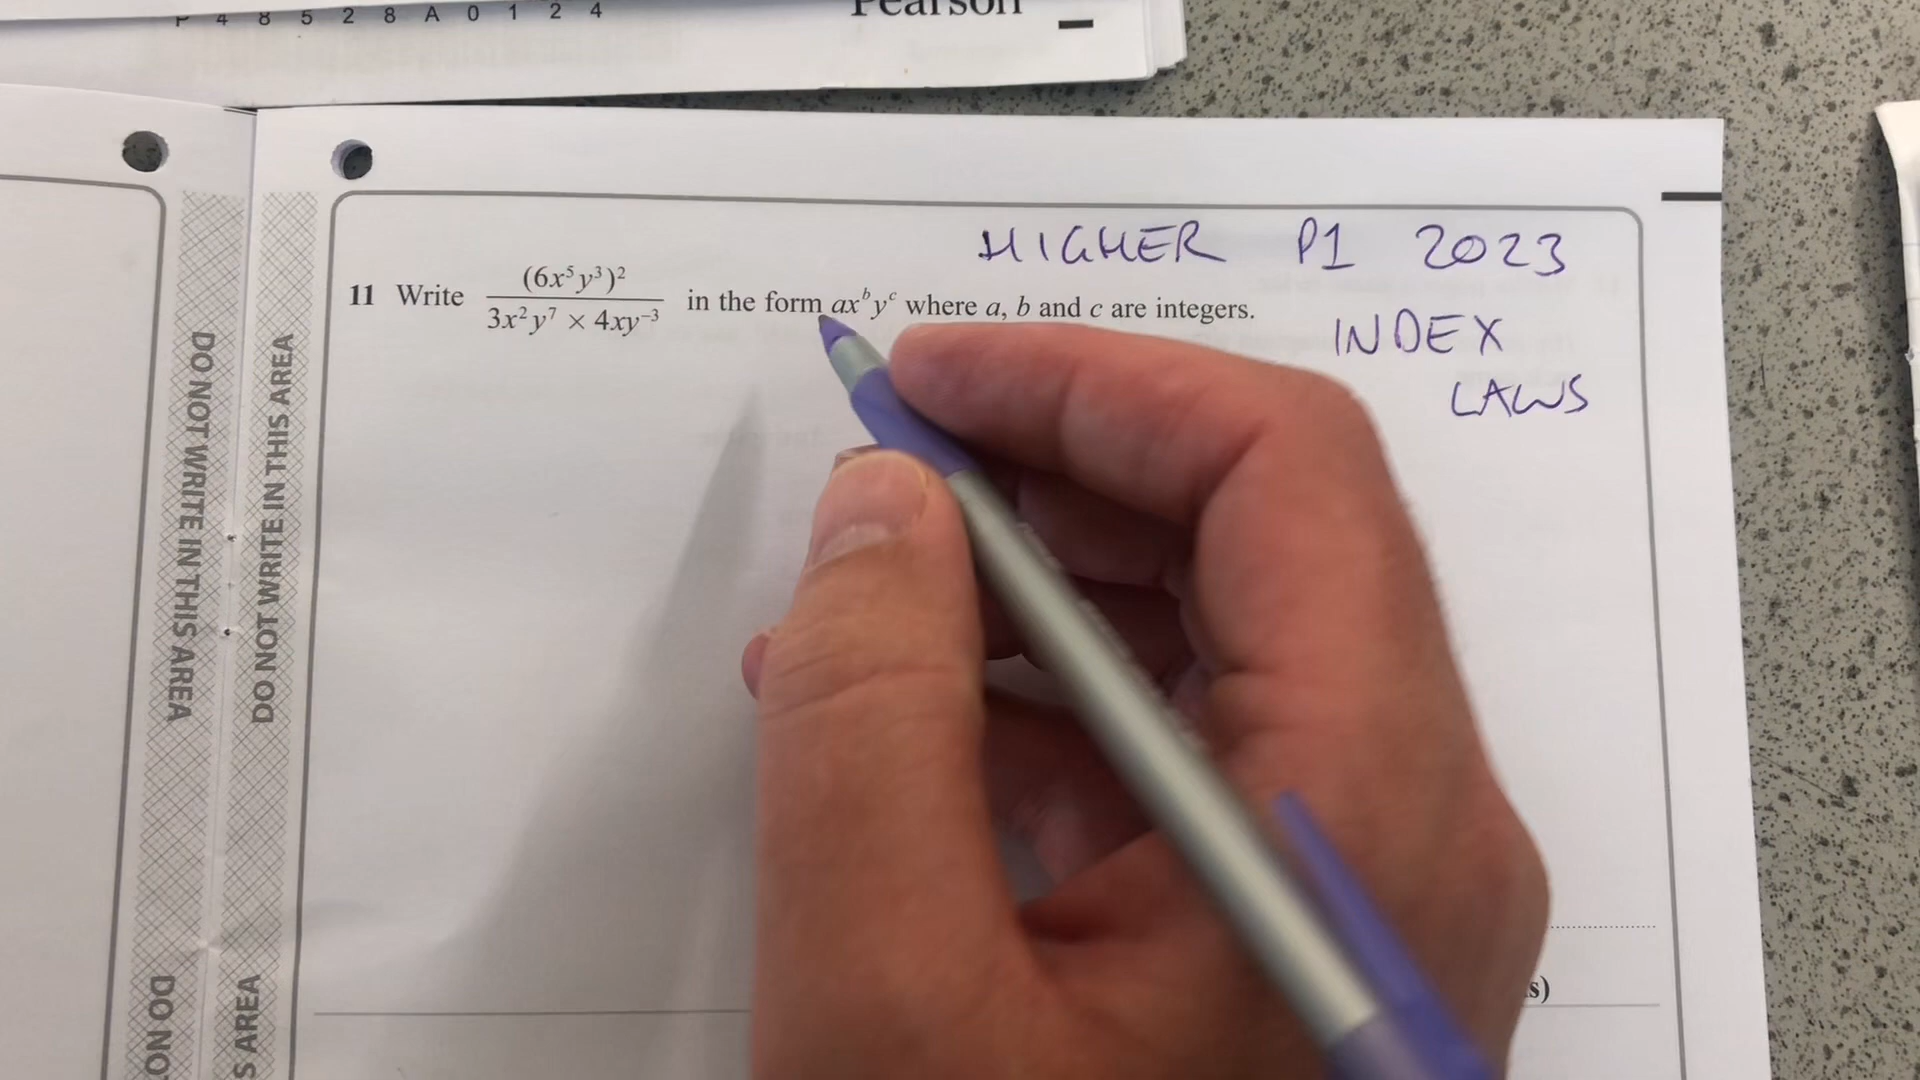 P 4 8 5 2 8 A 0 1 2 4
Pearson
HIGHER P1 2023
INDEX
LAWS
11 Write (6x⁵y³)² / 3x²y⁷ × 4xy⁻³ in the form axᵇyᶜ where a, b and c are integers.
DO NOT WRITE IN THIS AREA
DO NOT WRITE IN THIS AREA
DO NO
S AREA
s)